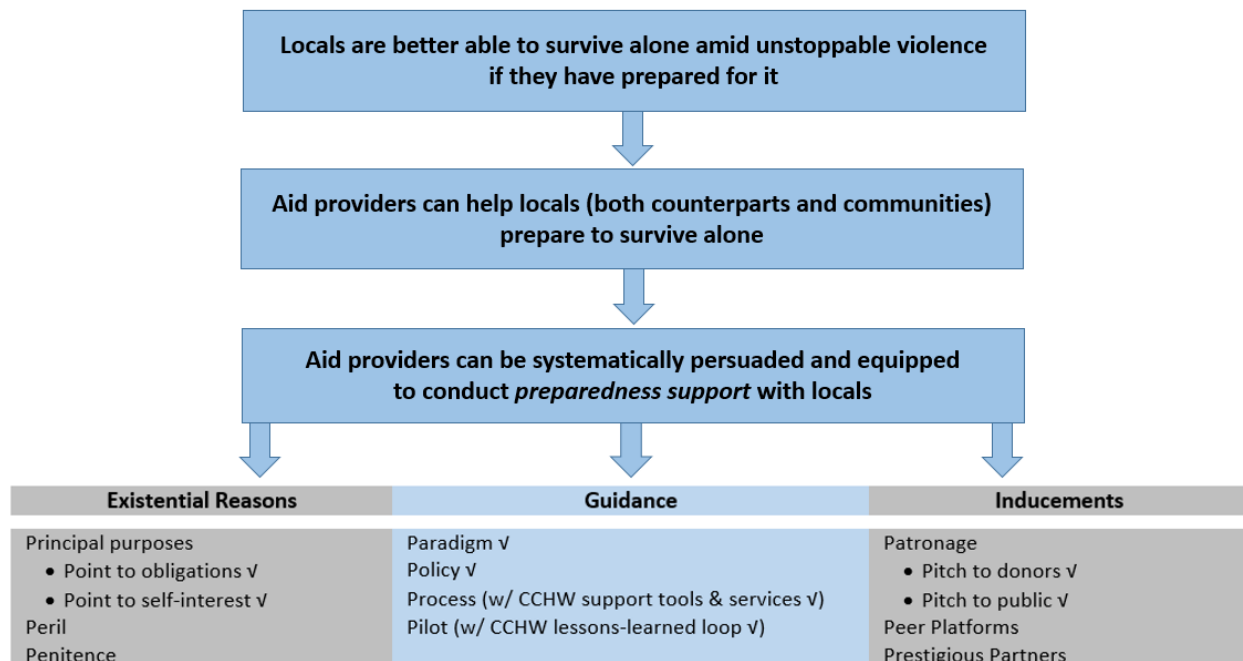 Locals are better able to survive alone amid unstoppable violence
if they have prepared for it
Aid providers can help locals (both counterparts and communities)
prepare to survive alone
Aid providers can be systematically persuaded and equipped
to conduct preparedness support with locals
Existential Reasons
Principal purposes
• Point to obligations √
• Point to self-interest √
Peril
Penitence
Guidance
Paradigm √
Policy √
Process (w/ CCHW support tools & services √)
Pilot (w/ CCHW lessons-learned loop √)
Inducements
Patronage
• Pitch to donors √
• Pitch to public √
Peer Platforms
Prestigious Partners